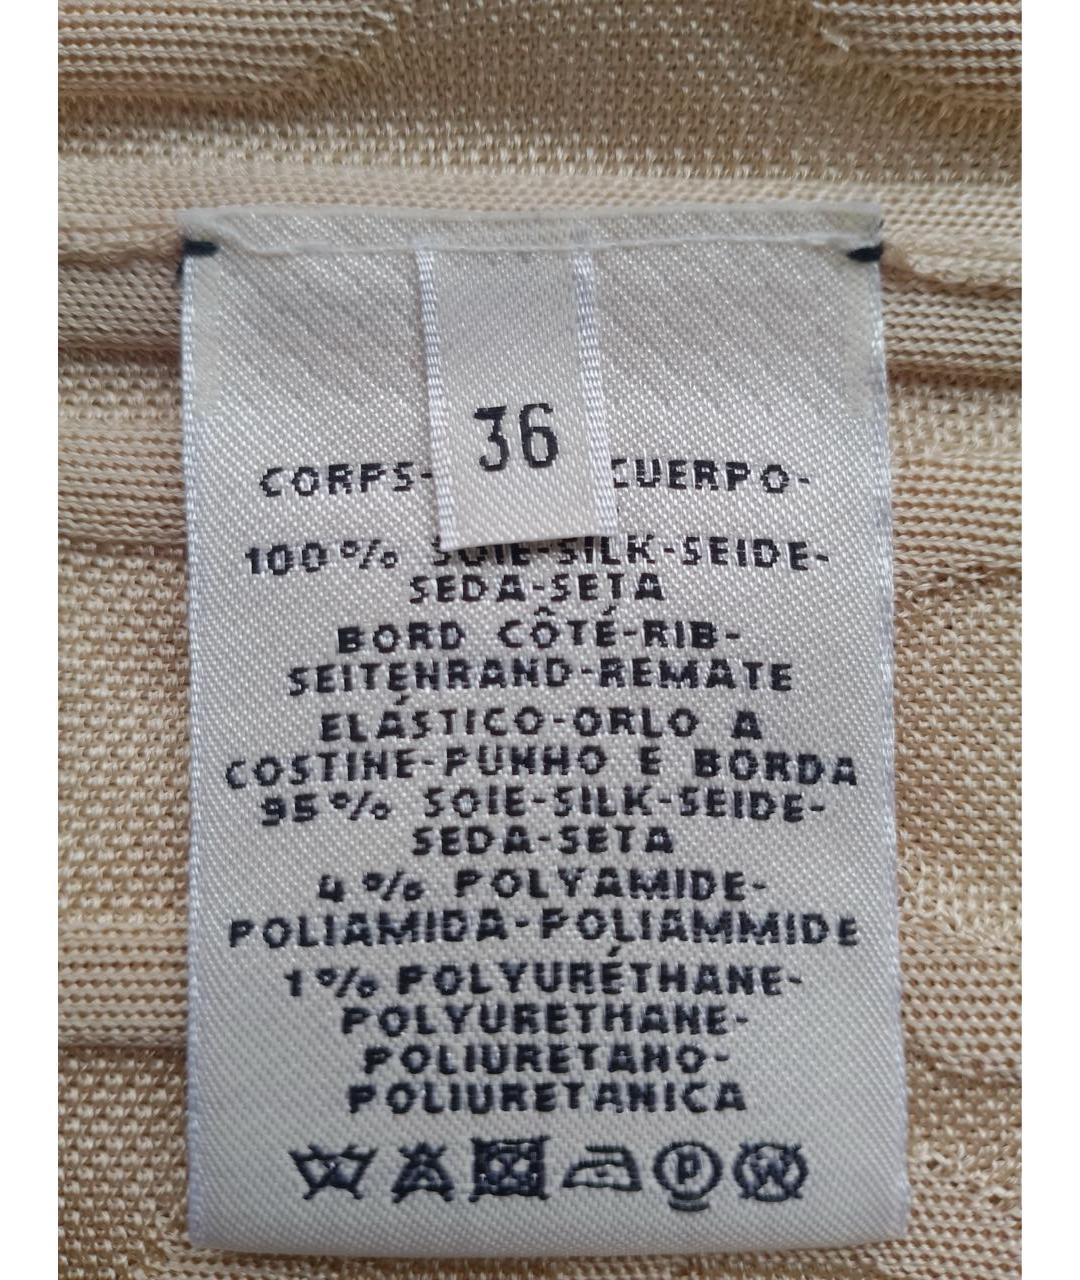 36
CORPS- CUERPO-
100% SOIE-SILK-SEIDE-
SEDA-SETA
BORD CÔTÉ-RIB-
SEITENRAND-REMATE
ELÁSTICO-ORLO A
COSTINE-PUNHO E BORDA
95% SOIE-SILK-SEIDE-
SEDA-SETA
4% POLYAMIDE-
POLIAMIDA-POLIAMMIDE
1% POLYURÉTHANE-
POLYURETHANE-
POLIURETANO-
POLIURETANICA
P W